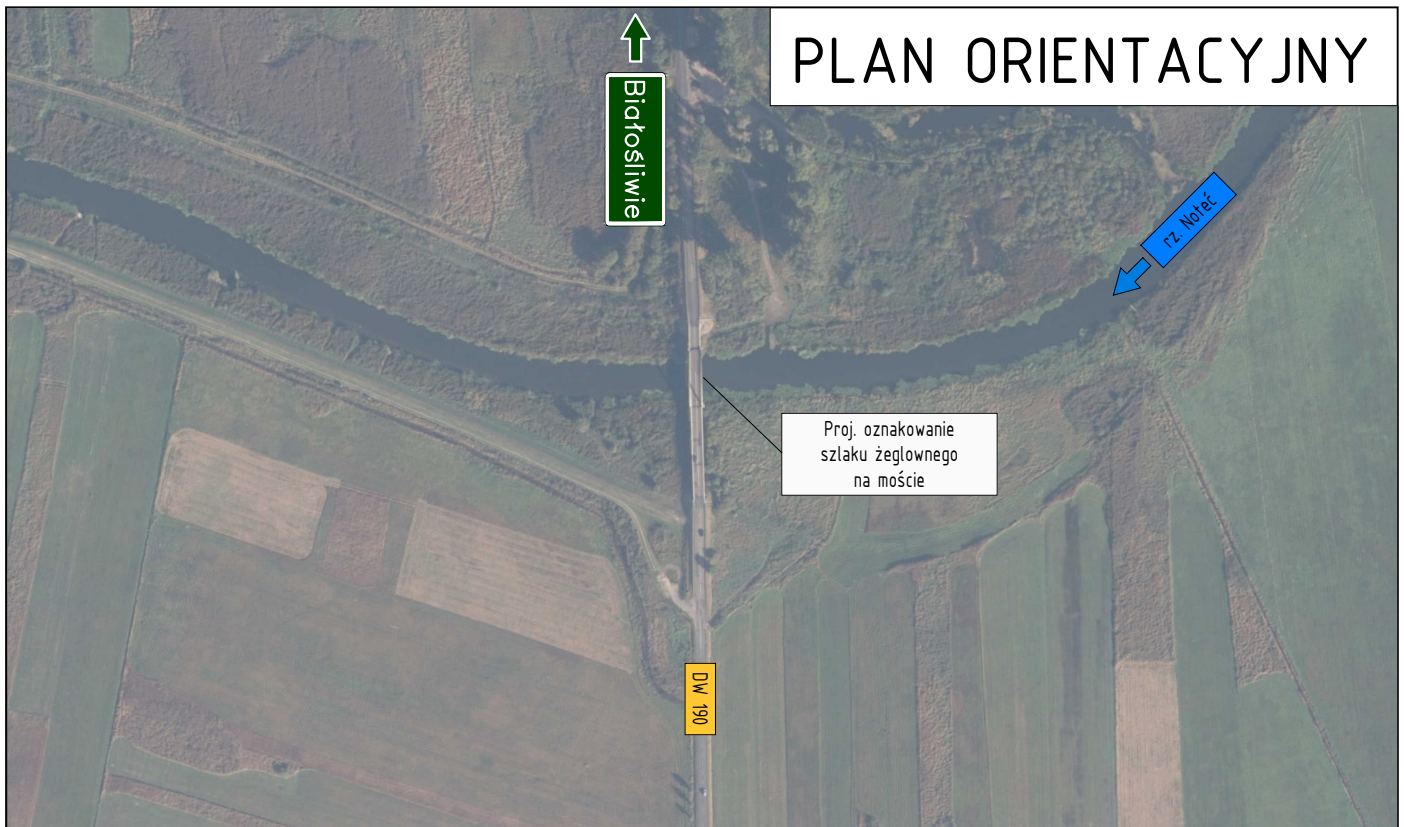 PLAN ORIENTACYJNY
Białośliwie
rz. Noteć
Proj. oznakowanie
szlaku żeglownego
na moście
DW 190